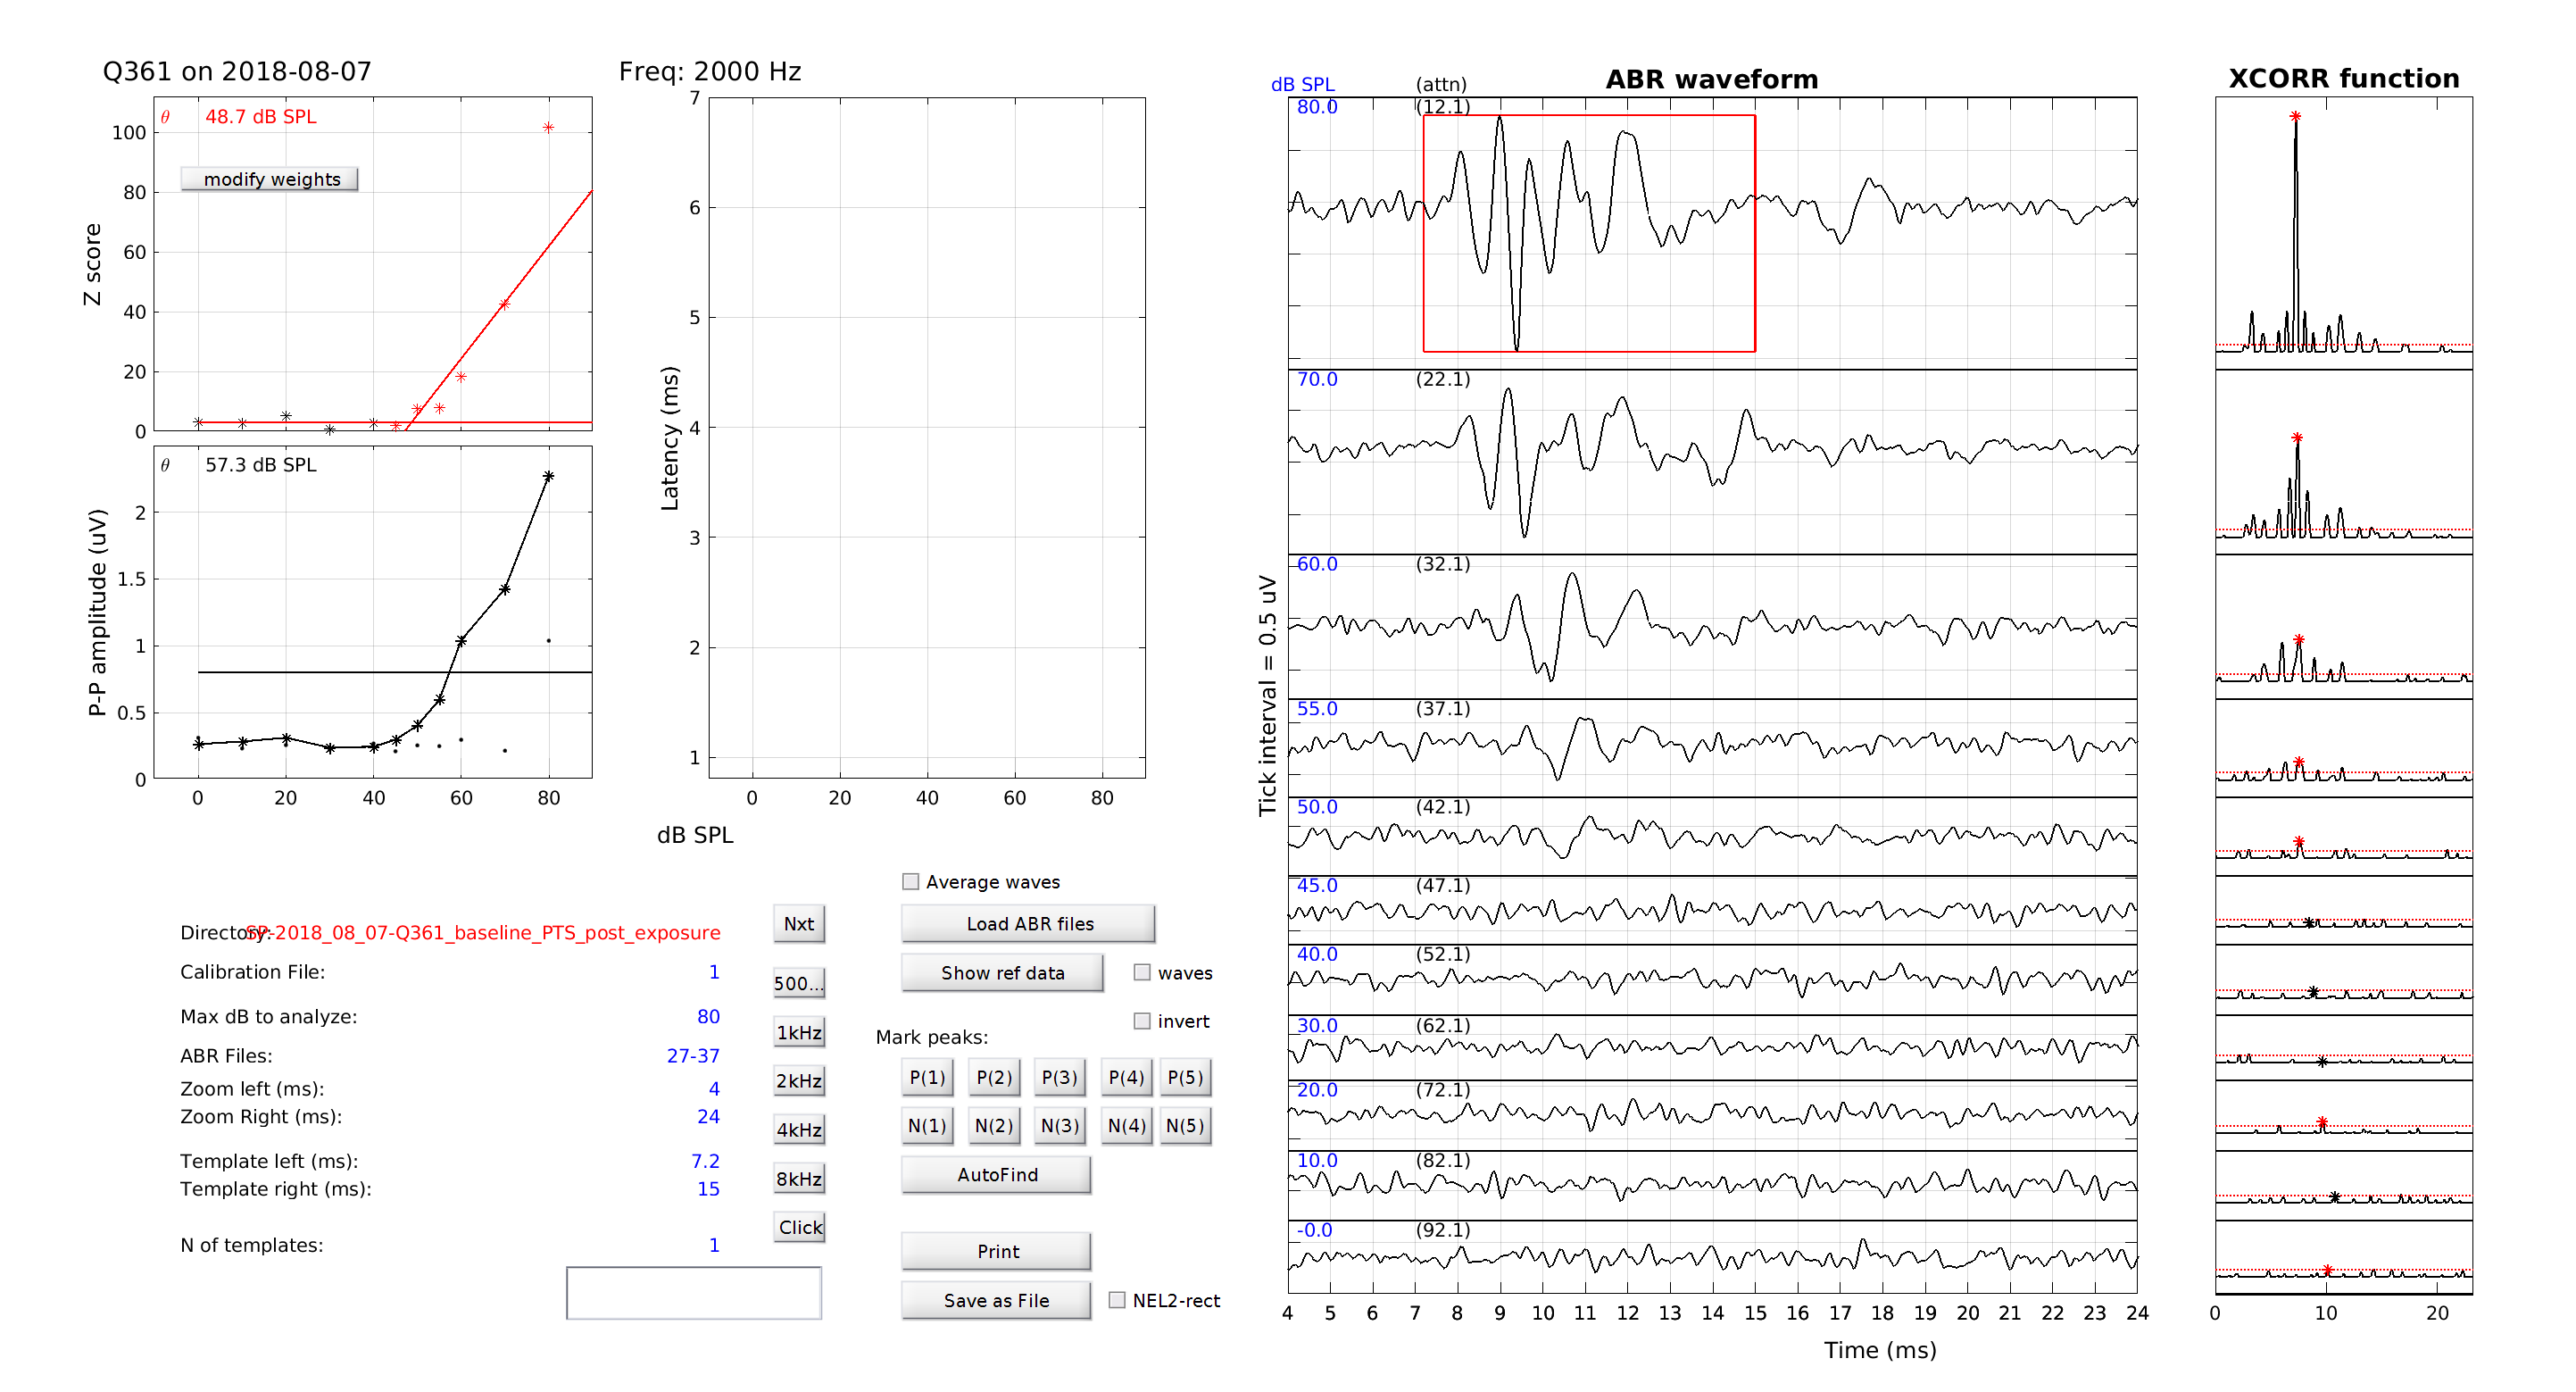 Q361 on 2018-08-07
Freq: 2000 Hz
θ 48.7 dB SPL
modify weights
Z score
100
80
60
40
20
0
θ 57.3 dB SPL
P-P amplitude (uV)
2
1.5
1
0.5
0
0 20 40 60 80
Latency (ms)
7
6
5
4
3
2
1
0 20 40 60 80
dB SPL
Directory: SP-2018_08_07-Q361_baseline_PTS_post_exposure
Calibration File: 1
Max dB to analyze: 80
ABR Files: 27-37
Zoom left (ms): 4
Zoom Right (ms): 24
Template left (ms): 7.2
Template right (ms): 15
N of templates: 1
Nxt
500...
1kHz
2kHz
4kHz
8kHz
Click
Average waves
Load ABR files
Show ref data
waves
invert
Mark peaks:
P(1) P(2) P(3) P(4) P(5)
N(1) N(2) N(3) N(4) N(5)
AutoFind
Print
Save as File
NEL2-rect
dB SPL (attn) ABR waveform
80.0 (12.1)
70.0 (22.1)
60.0 (32.1)
55.0 (37.1)
50.0 (42.1)
45.0 (47.1)
40.0 (52.1)
30.0 (62.1)
20.0 (72.1)
10.0 (82.1)
-0.0 (92.1)
Tick interval = 0.5 uV
4 5 6 7 8 9 10 11 12 13 14 15 16 17 18 19 20 21 22 23 24
Time (ms)
XCORR function
0 10 20